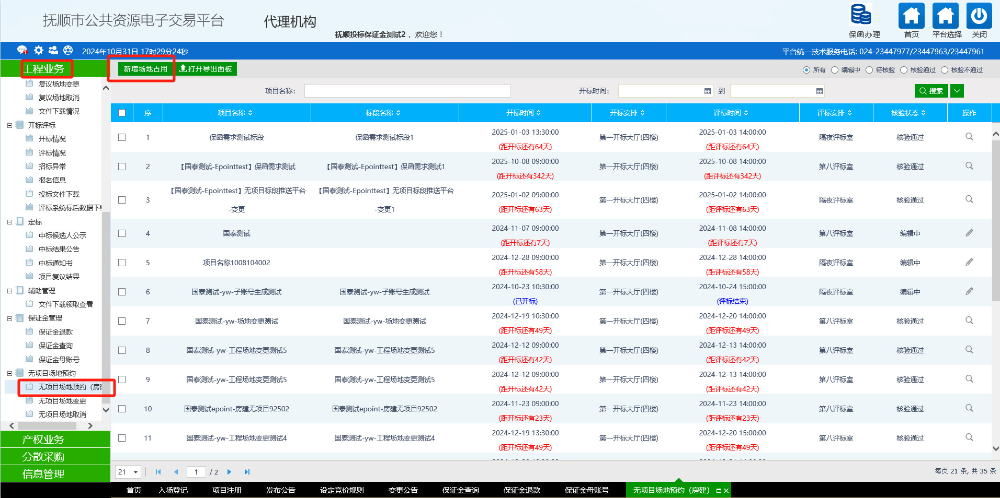 抚顺市公共资源电子交易平台
代理机构
抚顺投标保证金测试2 ，欢迎您！
保函办理
首页
平台选择
关闭
2024年10月31日 17时29分24秒
平台统一技术服务电话: 024-23447977/23447963/23447961
工程业务
复议场地变更
复议场地取消
文件下载情况
开标评标
开标情况
评标情况
招标异常
报名信息
投标文件下载
评标系统标后数据下
定标
中标候选人公示
中标结果公告
中标通知书
项目复议结果
辅助管理
文件下载领取查看
保证金管理
保证金退款
保证金查询
保证金母账号
无项目场地预约
无项目场地预约（房建
无项目场地变更
无项目场地取消
产权业务
分散采购
信息管理
新增场地占用
打开导出面板
所有 编辑中 待核验 核验通过 核验不通过
项目名称：
开标时间：
到
搜索
序 项目名称 标段名称 开标时间 开标安排 评标时间 评标安排 核验状态 操作
1 保函需求测试标段 保函需求测试标段1 2025-01-03 13:30:00 (距开标还有64天) 第一开标大厅(四楼) 2025-01-03 14:00:00 (距评标还有64天) 隔夜评标室 核验通过
2 【国泰测试-Epointtest】保函需求测试 【国泰测试-Epointtest】保函需求测试1 2025-10-08 09:00:00 (距开标还有342天) 第一开标大厅(四楼) 2025-10-08 14:00:00 (距评标还有342天) 第八评标室 核验通过
3 【国泰测试-Epointtest】无项目标段推送平台-变更 【国泰测试-Epointtest】无项目标段推送平台-变更1 2025-01-02 09:00:00 (距开标还有63天) 第一开标大厅(四楼) 2025-01-02 14:00:00 (距评标还有63天) 隔夜评标室 核验通过
4 国泰测试 2024-11-07 09:00:00 (距开标还有7天) 第一开标大厅(四楼) 2024-11-08 14:00:00 (距评标还有7天) 第八评标室 编辑中
5 项目名称1008104002 2024-12-28 09:00:00 (距开标还有58天) 第一开标大厅(四楼) 2024-12-28 14:00:00 (距评标还有58天) 隔夜评标室 编辑中
6 国泰测试-yw-子账号生成测试 国泰测试-yw-子账号生成测试 2024-10-23 10:30:00 (已开标) 第一开标大厅(四楼) 2024-10-24 15:00:00 (评标结束) 隔夜评标室 编辑中
7 国泰测试-yw-场地变更测试 国泰测试-yw-场地变更测试 2024-12-19 10:30:00 (距开标还有49天) 第一开标大厅(四楼) 2024-12-20 14:00:00 (距评标还有49天) 第八评标室 核验通过
8 国泰测试-yw-工程场地变更测试5 国泰测试-yw-工程场地变更测试5 2024-12-12 09:00:00 (距开标还有42天) 第一开标大厅(四楼) 2024-12-13 14:00:00 (距评标还有42天) 第八评标室 核验通过
9 国泰测试-yw-工程场地变更测试5 国泰测试-yw-工程场地变更测试5 2024-12-12 09:00:00 (距开标还有42天) 第一开标大厅(四楼) 2024-12-13 14:00:00 (距评标还有42天) 第八评标室 核验通过
10 国泰测试epoint-房建无项目92502 国泰测试epoint-房建无项目92502 2024-11-23 09:00:00 (距开标还有23天) 第一开标大厅(四楼) 2024-11-23 14:00:00 (距评标还有23天) 第八评标室 核验通过
11 国泰测试-yw-工程场地变更测试4 国泰测试-yw-工程场地变更测试4 2024-12-19 13:30:00 (距开标还有49天) 第一开标大厅(四楼) 2024-12-20 15:00:00 (距评标还有49天) 第八评标室 核验通过
21 1 / 2
每页 21 条, 共 35 条
首页 入场登记 项目注册 发布公告 设定竞价规则 变更公告 保证金查询 保证金退款 保证金母账号 无项目场地预约（房建）